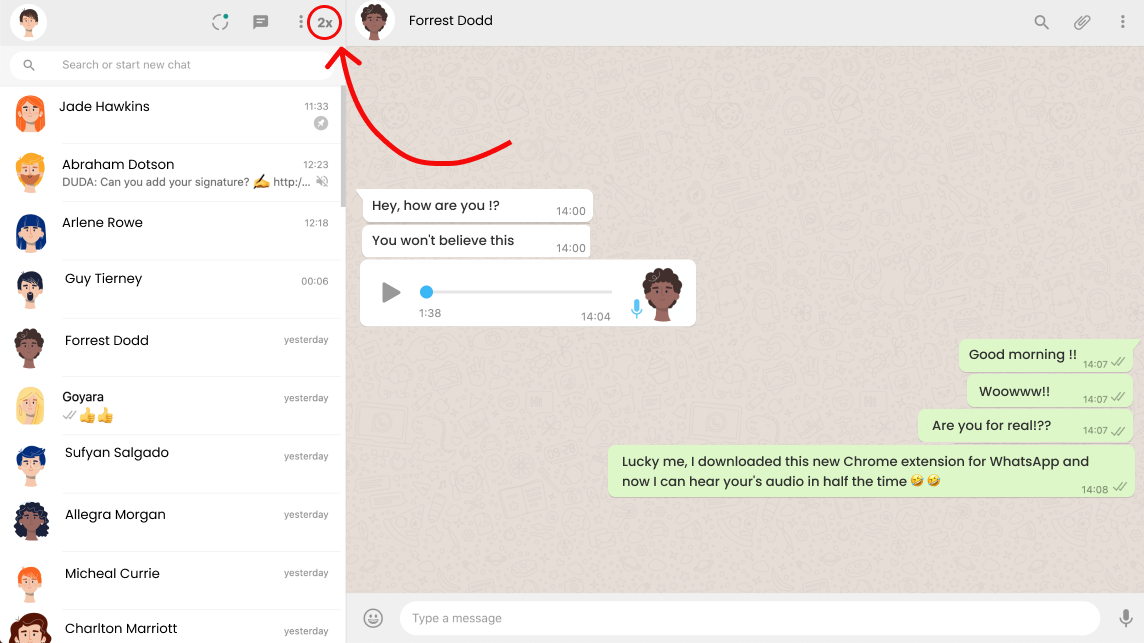 2x
Forrest Dodd
Search or start new chat
Jade Hawkins
11:33
Abraham Dotson
12:23
DUDA: Can you add your signature? ✍️ http:/...
Arlene Rowe
12:18
Guy Tierney
00:06
Forrest Dodd
yesterday
Goyara
yesterday
👍👍
Sufyan Salgado
yesterday
Allegra Morgan
yesterday
Micheal Currie
yesterday
Charlton Marriott
yesterday
Hey, how are you !?
14:00
You won't believe this
14:00
1:38
14:04
Good morning !!
14:07
Woowww!!
14:07
Are you for real!??
14:07
Lucky me, I downloaded this new Chrome extension for WhatsApp and
now I can hear your's audio in half the time 🤣 🤣
14:08
Type a message